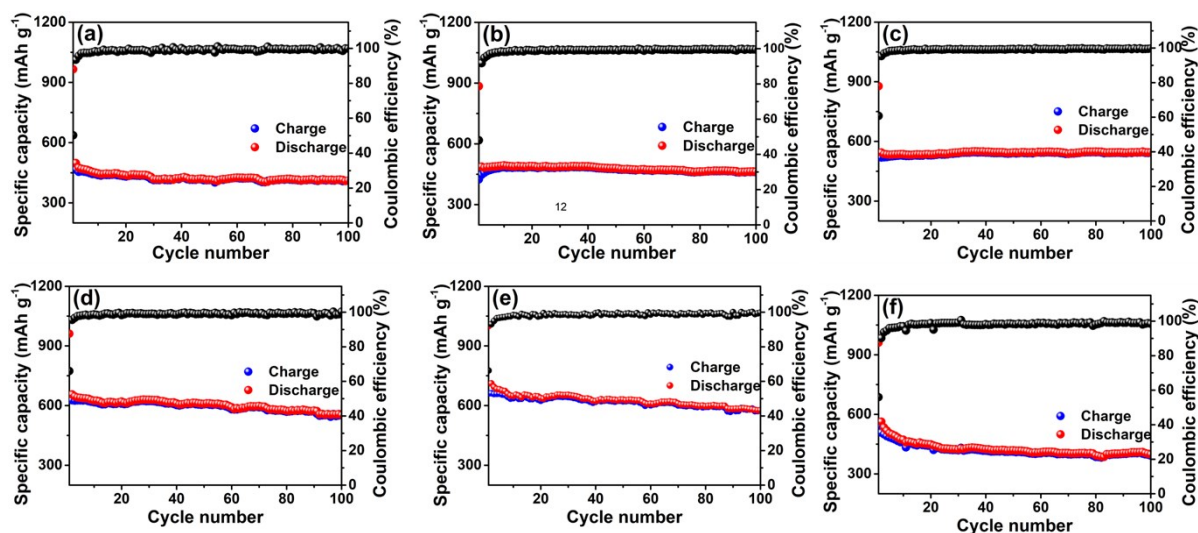 (a)
Specific capacity (mAh g⁻¹)
1200
900
600
300
Charge
Discharge
20 40 60 80 100
Cycle number
0
20
40
60
80
100
Coulombic efficiency (%)
(b)
Specific capacity (mAh g⁻¹)
1200
900
600
300
Charge
Discharge
12
20 40 60 80 100
Cycle number
0
20
40
60
80
100
Coulombic efficiency (%)
(c)
Specific capacity (mAh g⁻¹)
1200
900
600
300
Charge
Discharge
0 20 40 60 80 100
Cycle number
0
20
40
60
80
100
Coulombic efficiency (%)
(d)
Specific capacity (mAh g⁻¹)
1200
900
600
300
Charge
Discharge
20 40 60 80 100
Cycle number
0
20
40
60
80
100
Coulombic efficiency (%)
(e)
Specific capacity (mAh g⁻¹)
1200
900
600
300
Charge
Discharge
20 40 60 80 100
Cycle number
0
20
40
60
80
100
Coulombic efficiency (%)
(f)
Specific capacity (mAh g⁻¹)
1200
900
600
300
Charge
Discharge
20 40 60 80 100
Cycle number
0
20
40
60
80
100
Coulombic efficiency (%)